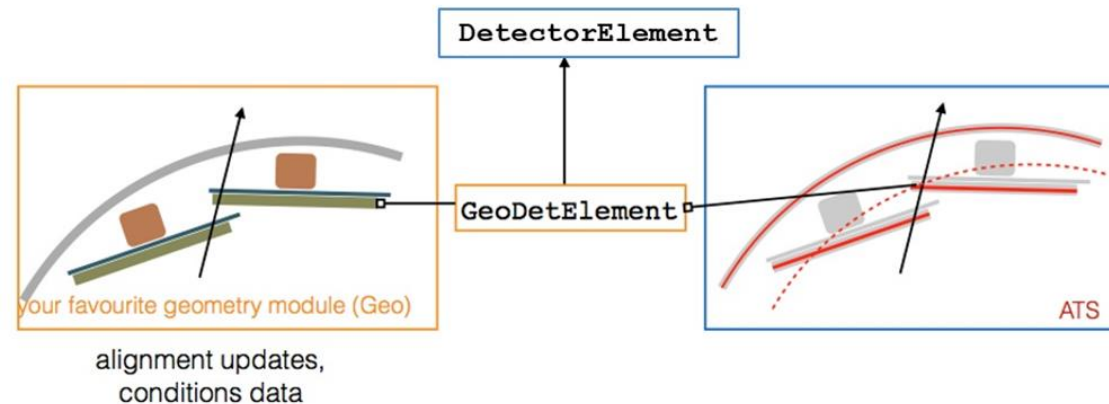 DetectorElement
GeoDetElement
your favourite geometry module (Geo)
ATS
alignment updates,
conditions data